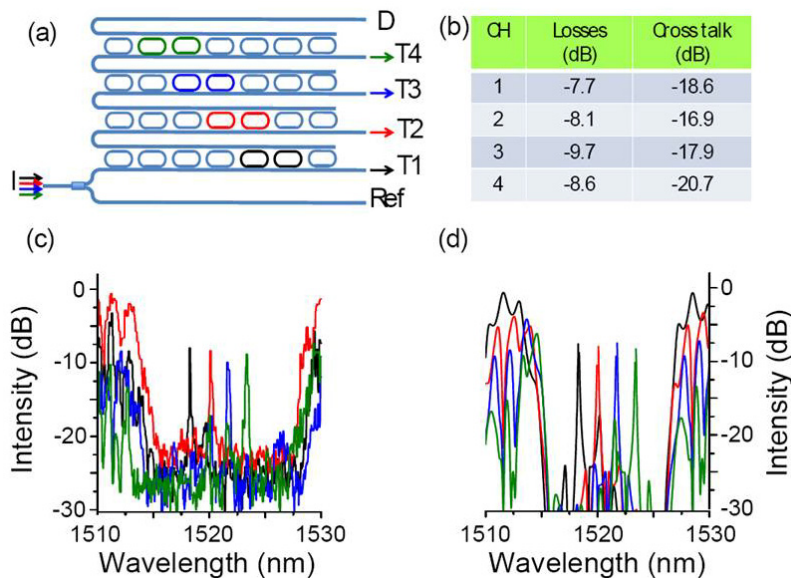 (a)
D
T4
T3
T2
T1
I
Ref
(b)
CH Losses (dB) Cross talk (dB)
1 -7.7 -18.6
2 -8.1 -16.9
3 -9.7 -17.9
4 -8.6 -20.7
(c)
0
-10
-20
-30
Intensity (dB)
1510 1520 1530
Wavelength (nm)
(d)
0
-10
-20
-30
Intensity (dB)
1510 1520 1530
Wavelength (nm)